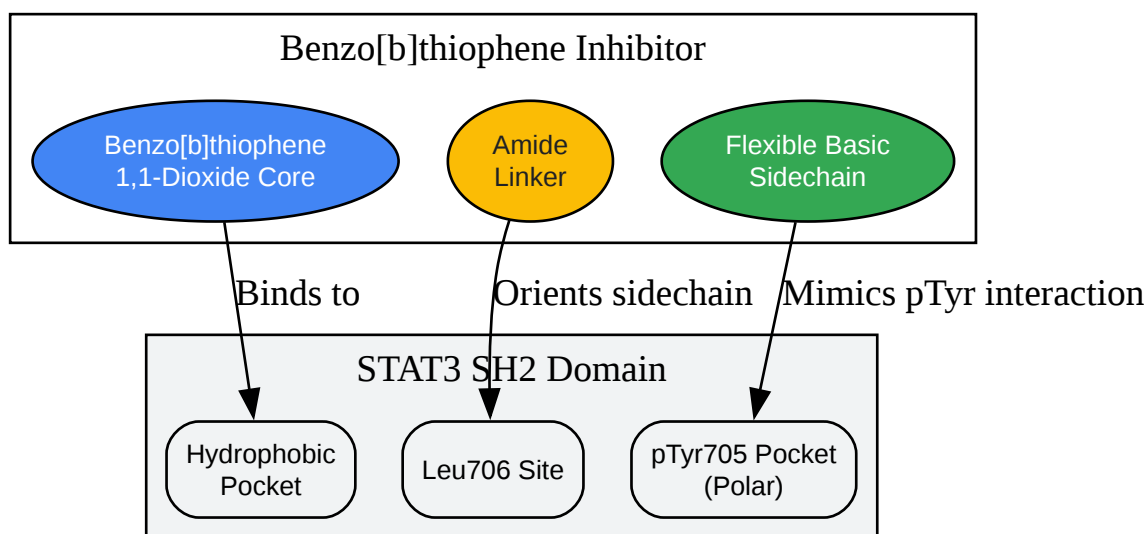 Benzo[b]thiophene Inhibitor
Benzo[b]thiophene
1,1-Dioxide Core
Amide
Linker
Flexible Basic
Sidechain
Binds to
Orients sidechain
Mimics pTyr interaction
STAT3 SH2 Domain
Hydrophobic
Pocket
Leu706 Site
pTyr705 Pocket
(Polar)